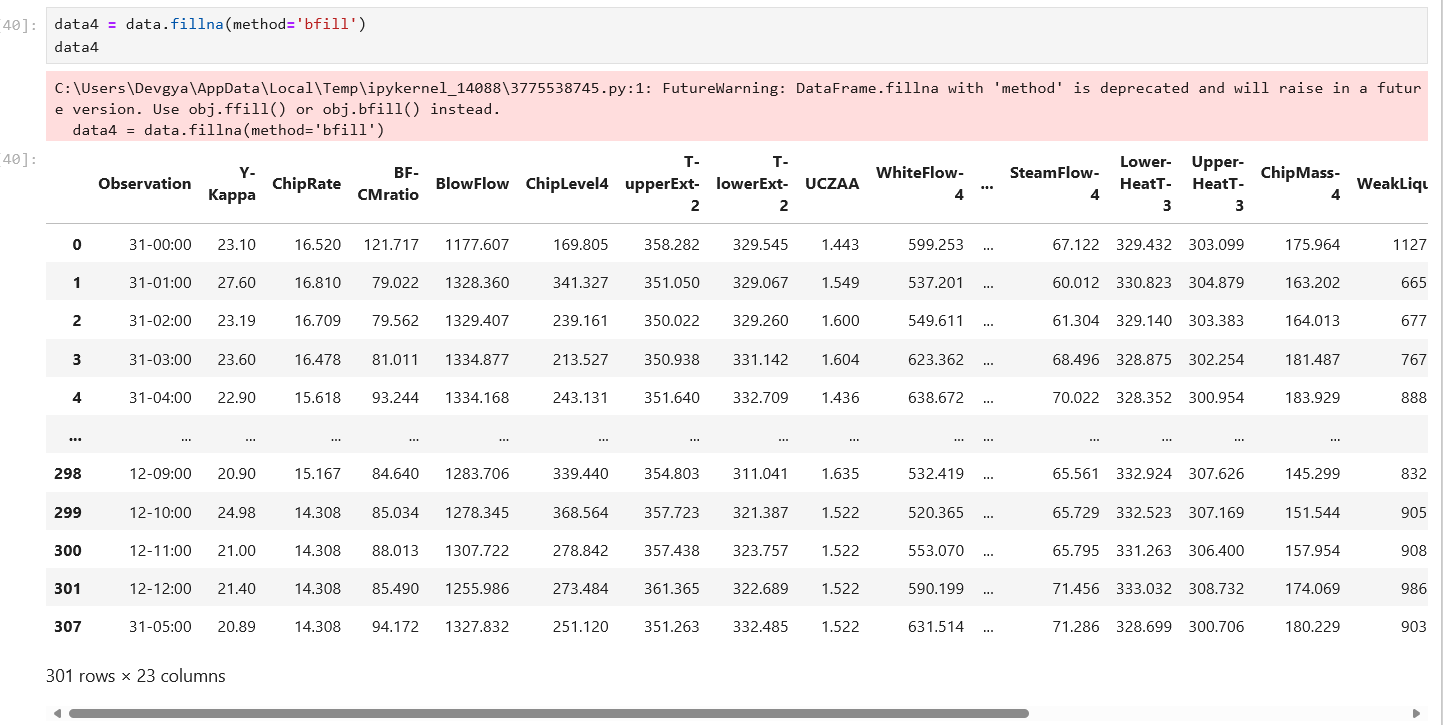 40]:
data4 = data.fillna(method='bfill')
data4
C:\Users\Devgya\AppData\Local\Temp\ipykernel_14088\3775538745.py:1: FutureWarning: DataFrame.fillna with 'method' is deprecated and will raise in a futur
e version. Use obj.ffill() or obj.bfill() instead.
  data4 = data.fillna(method='bfill')
40]:
Observation Y-Kappa ChipRate BF-CMratio BlowFlow ChipLevel4 T-upperExt-2 T-lowerExt-2 UCZAA WhiteFlow-4 ... SteamFlow-4 Lower-HeatT-3 Upper-HeatT-3 ChipMass-4 WeakLiqu
0 31-00:00 23.10 16.520 121.717 1177.607 169.805 358.282 329.545 1.443 599.253 ... 67.122 329.432 303.099 175.964 1127
1 31-01:00 27.60 16.810 79.022 1328.360 341.327 351.050 329.067 1.549 537.201 ... 60.012 330.823 304.879 163.202 665
2 31-02:00 23.19 16.709 79.562 1329.407 239.161 350.022 329.260 1.600 549.611 ... 61.304 329.140 303.383 164.013 677
3 31-03:00 23.60 16.478 81.011 1334.877 213.527 350.938 331.142 1.604 623.362 ... 68.496 328.875 302.254 181.487 767
4 31-04:00 22.90 15.618 93.244 1334.168 243.131 351.640 332.709 1.436 638.672 ... 70.022 328.352 300.954 183.929 888
... ... ... ... ... ... ... ... ... ... ... ... ... ... ... ...
298 12-09:00 20.90 15.167 84.640 1283.706 339.440 354.803 311.041 1.635 532.419 ... 65.561 332.924 307.626 145.299 832
299 12-10:00 24.98 14.308 85.034 1278.345 368.564 357.723 321.387 1.522 520.365 ... 65.729 332.523 307.169 151.544 905
300 12-11:00 21.00 14.308 88.013 1307.722 278.842 357.438 323.757 1.522 553.070 ... 65.795 331.263 306.400 157.954 908
301 12-12:00 21.40 14.308 85.490 1255.986 273.484 361.365 322.689 1.522 590.199 ... 71.456 333.032 308.732 174.069 986
307 31-05:00 20.89 14.308 94.172 1327.832 251.120 351.263 332.485 1.522 631.514 ... 71.286 328.699 300.706 180.229 903
301 rows × 23 columns